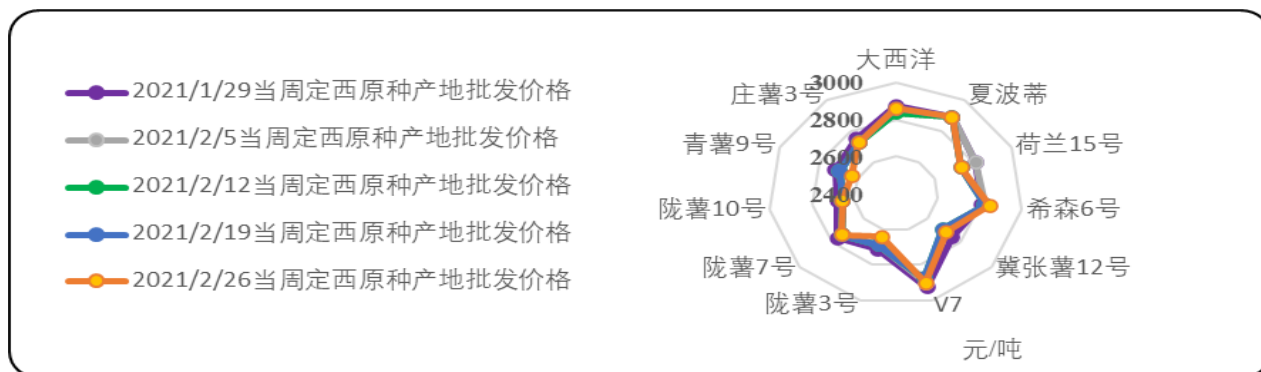 2021/1/29当周定西原种产地批发价格
2021/2/5当周定西原种产地批发价格
2021/2/12当周定西原种产地批发价格
2021/2/19当周定西原种产地批发价格
2021/2/26当周定西原种产地批发价格
大西洋
夏波蒂
荷兰15号
希森6号
冀张薯12号
V7
陇薯3号
陇薯7号
陇薯10号
青薯9号
庄薯3号
3000
2800
2600
2400
元/吨